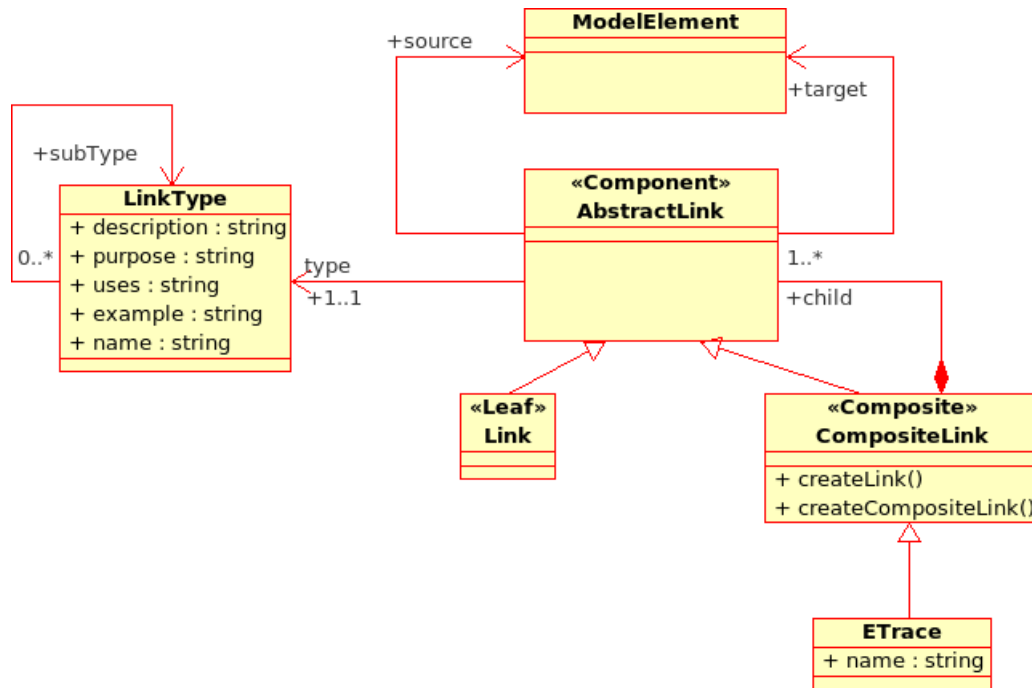 ModelElement
+source
+target
+subType
«Component»
AbstractLink
LinkType
+ description : string
+ purpose : string
+ uses : string
+ example : string
+ name : string
0..*
type
+1..1
1..*
+child
«Leaf»
Link
«Composite»
CompositeLink
+ createLink()
+ createCompositeLink()
ETrace
+ name : string